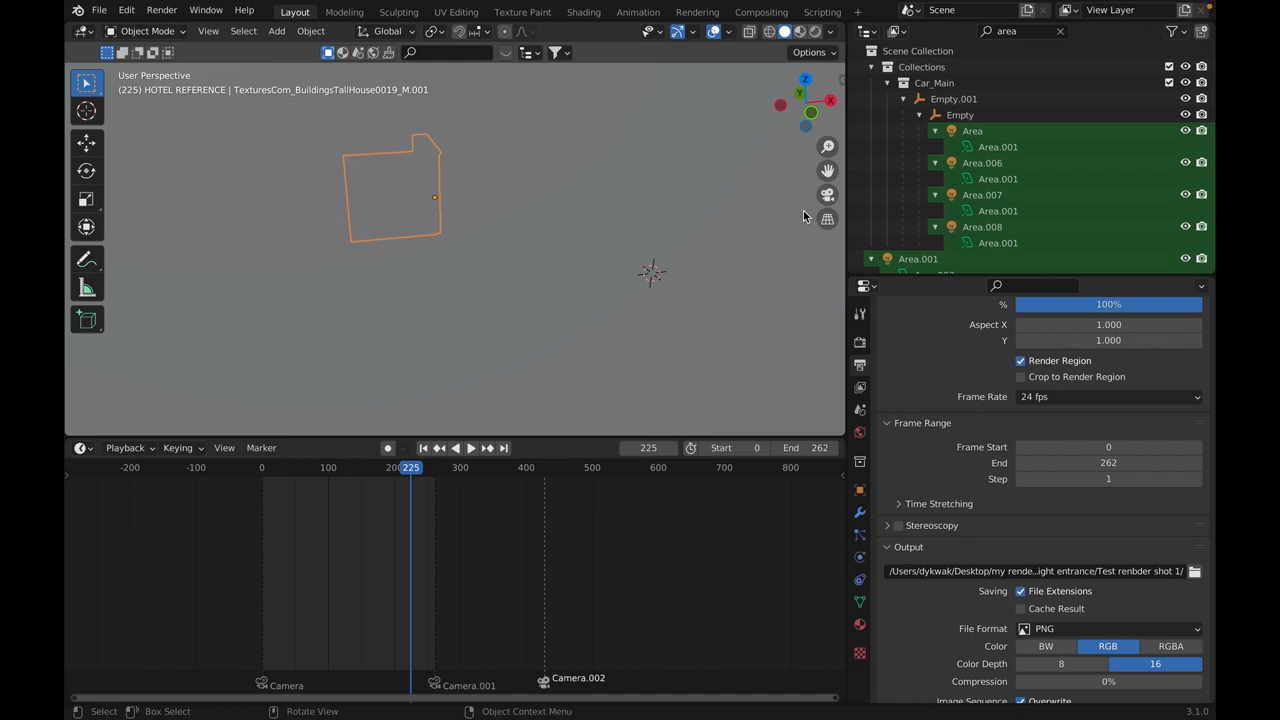 File Edit Render Window Help Layout Modeling Sculpting UV Editing Texture Paint Shading Animation Rendering Compositing Scripting + Scene View Layer
Object Mode View Select Add Object Global area
Options
Scene Collection
Collections
Car_Main
Empty.001
Empty
Area
Area.001
Area.006
Area.001
Area.007
Area.001
Area.008
Area.001
Area.001
User Perspective
(225) HOTEL REFERENCE | TexturesCom_BuildingsTallHouse0019_M.001
Z
Y
X
% 100%
Aspect X 1.000
Y 1.000
Render Region
Crop to Render Region
Frame Rate 24 fps
Frame Range
Frame Start 0
End 262
Step 1
Time Stretching
Stereoscopy
Output
/Users/dykwak/Desktop/my rende...ight entrance/Test renbder shot 1/
Saving File Extensions
Cache Result
File Format PNG
Color BW RGB RGBA
Color Depth 8 16
Compression 0%
Image Sequence Overwrite
Playback Keying View Marker 225 Start 0 End 262
-200 -100 0 100 200 225 300 400 500 600 700 800
Camera Camera.001 Camera.002
Select Box Select Rotate View Object Context Menu 3.1.0